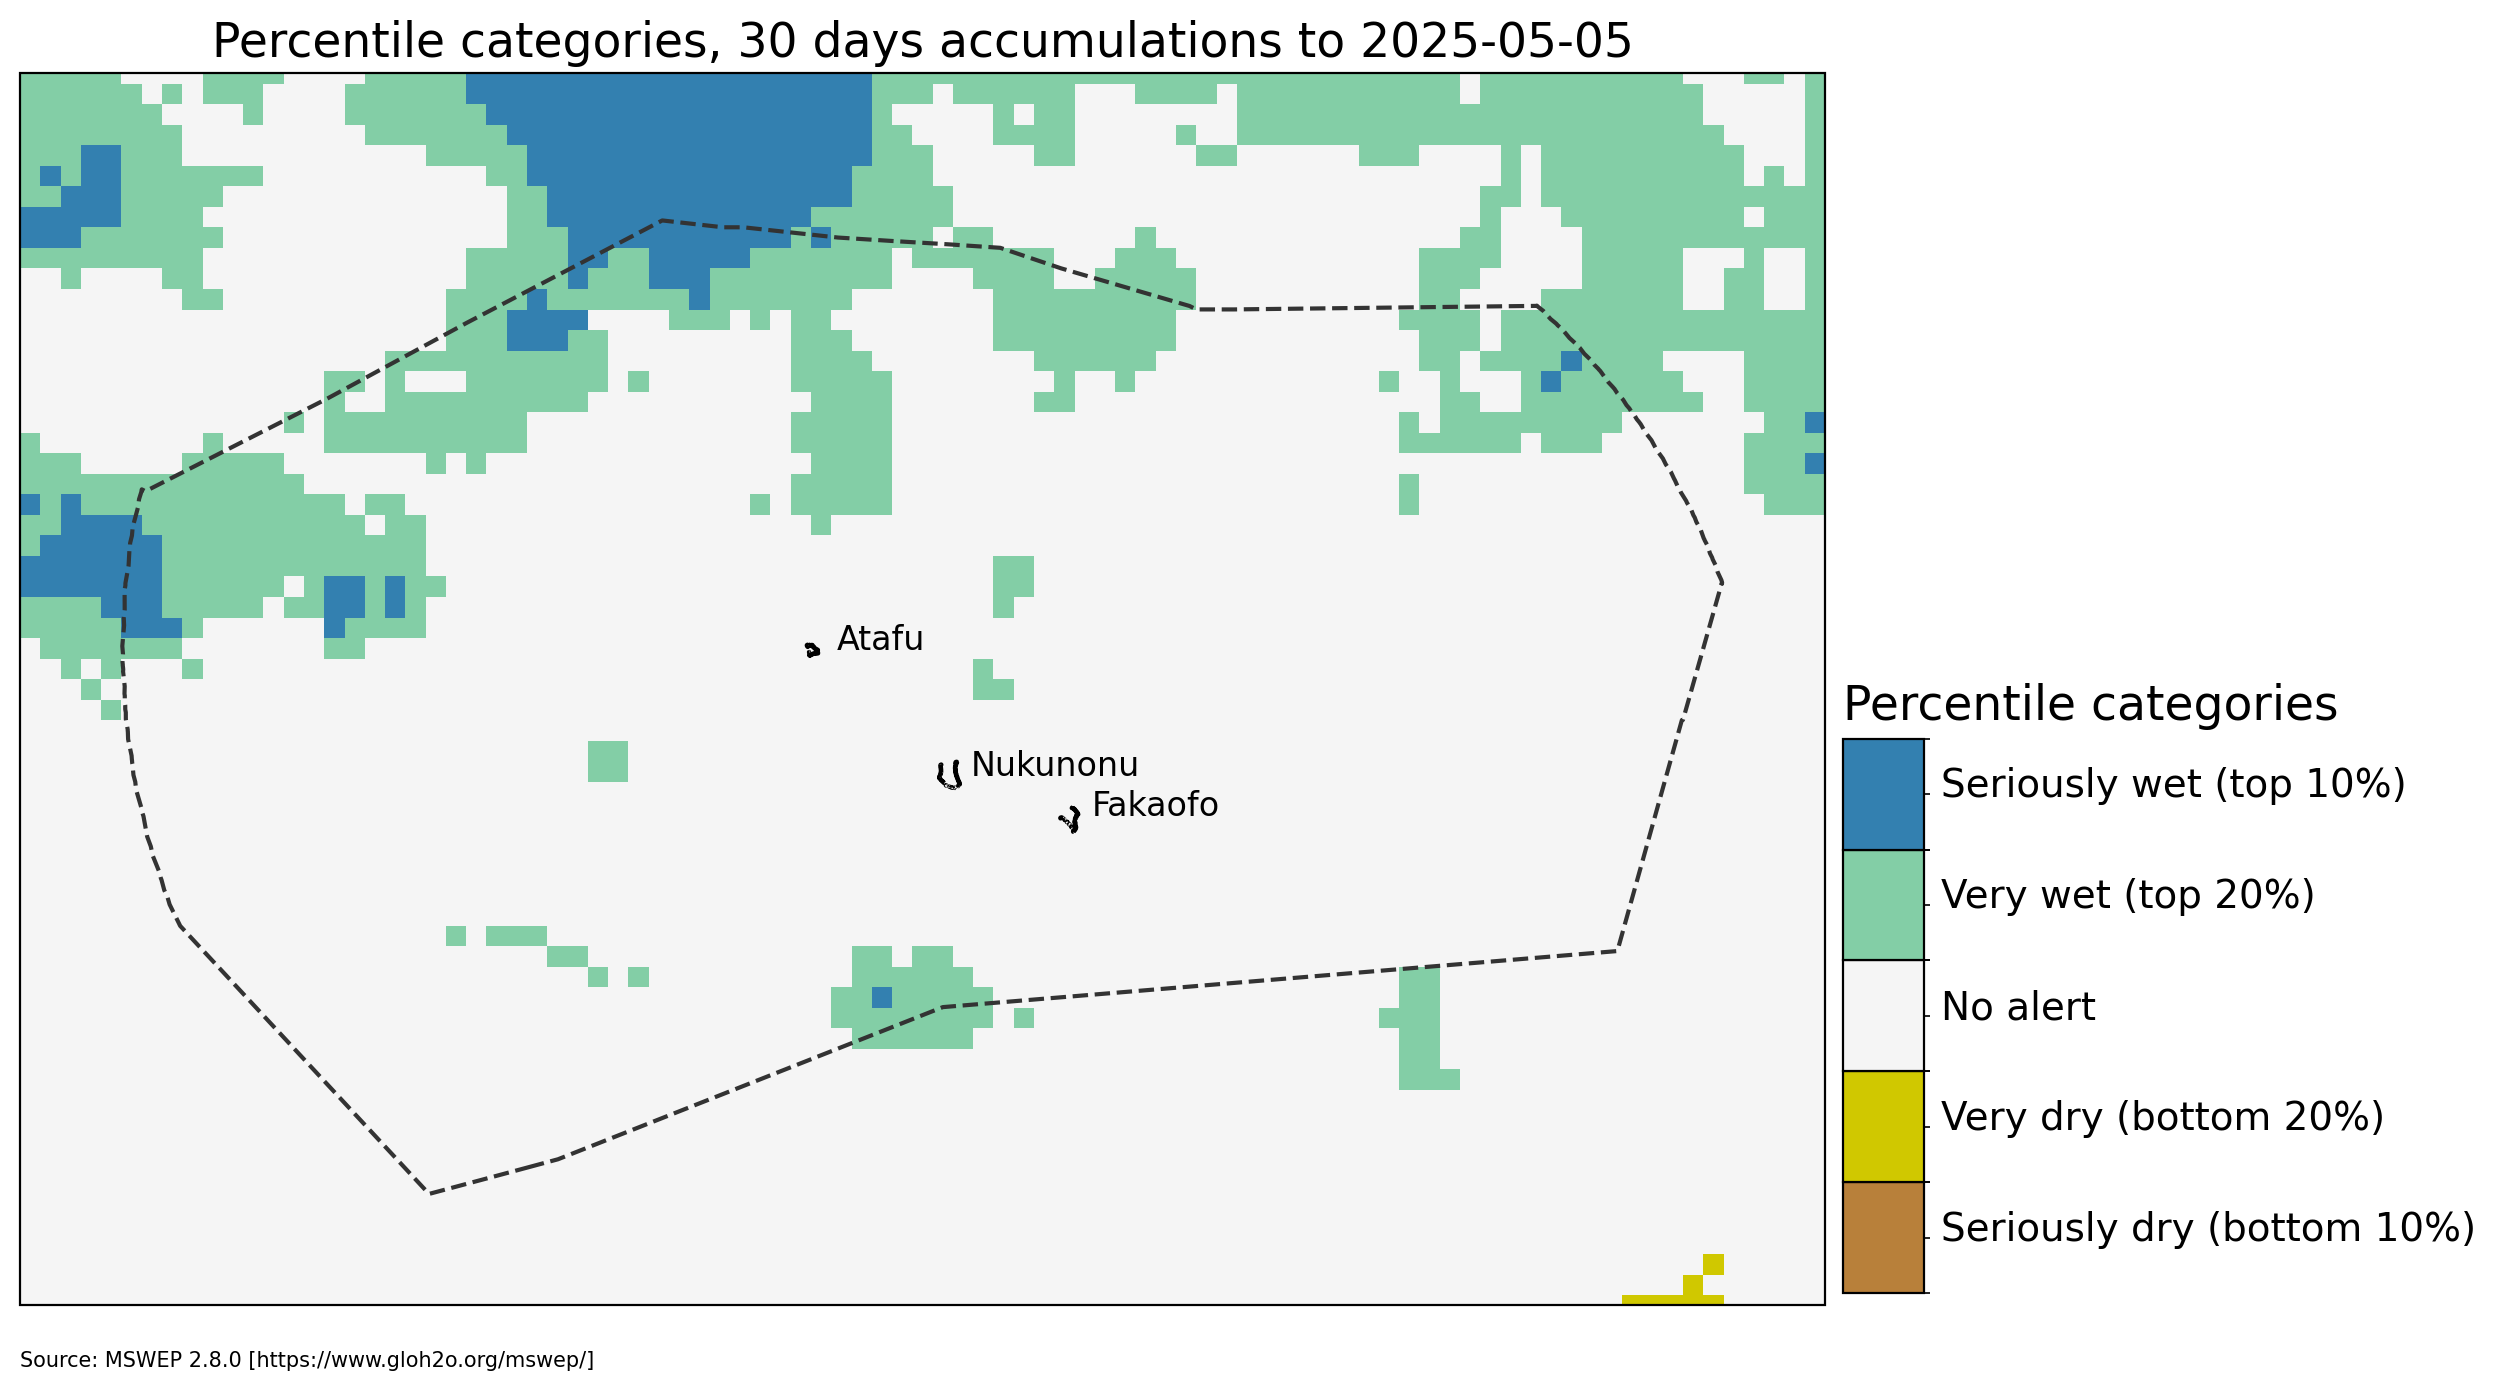 Percentile categories, 30 days accumulations to 2025-05-05
Atafu
Nukunonu
Fakaofo
Percentile categories
Seriously wet (top 10%)
Very wet (top 20%)
No alert
Very dry (bottom 20%)
Seriously dry (bottom 10%)
Source: MSWEP 2.8.0 [https://www.gloh2o.org/mswep/]